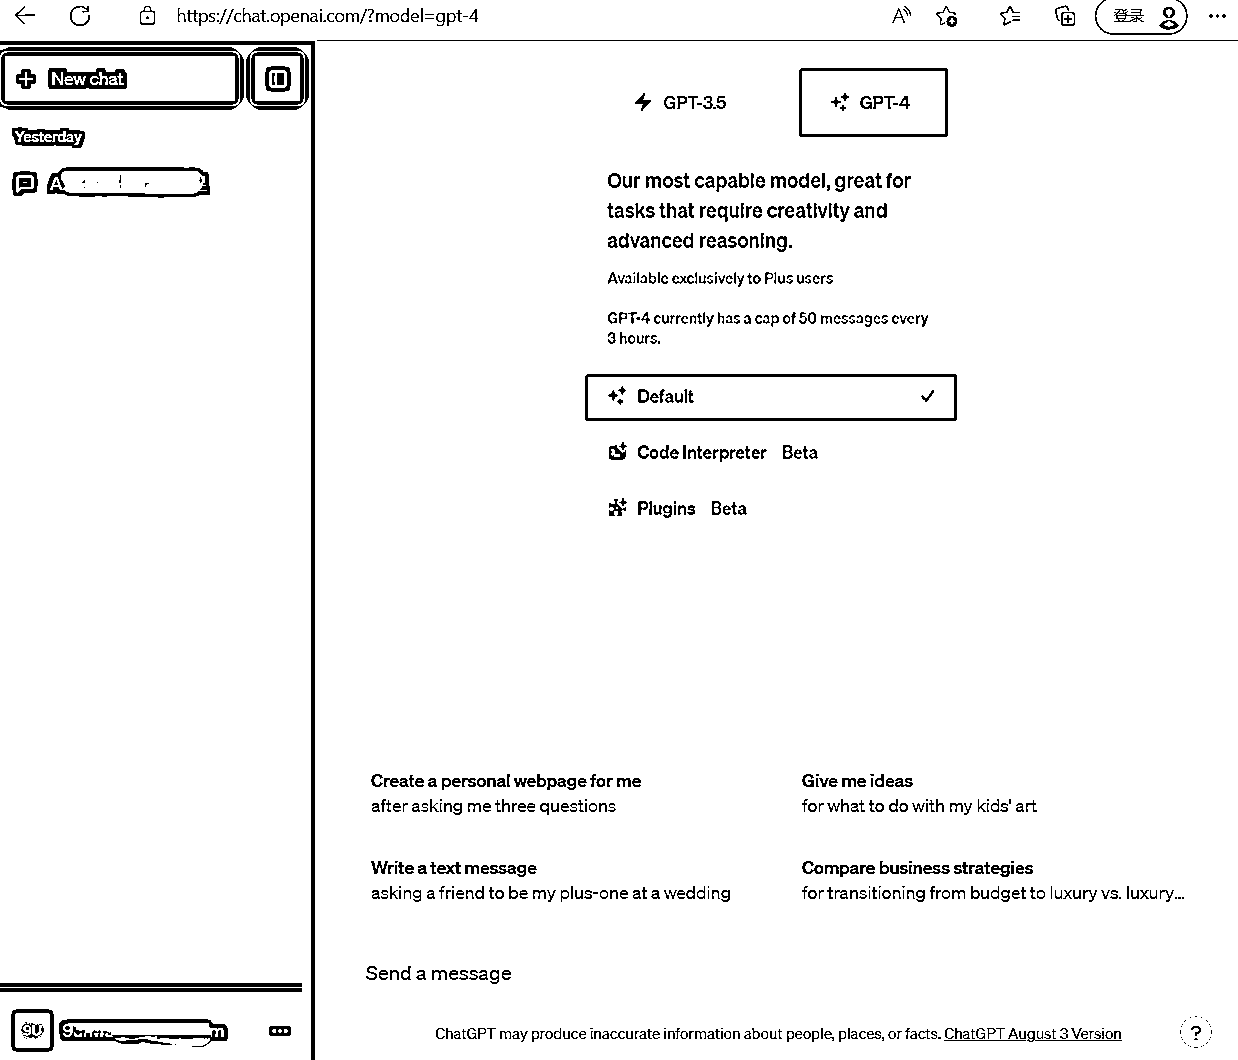 https://chat.openai.com/?model=gpt-4
登录
New chat
Yesterday
GPT-3.5
GPT-4
Our most capable model, great for
tasks that require creativity and
advanced reasoning.
Available exclusively to Plus users
GPT-4 currently has a cap of 50 messages every
3 hours.
Default
Code Interpreter Beta
Plugins Beta
Create a personal webpage for me
after asking me three questions
Give me ideas
for what to do with my kids' art
Write a text message
asking a friend to be my plus-one at a wedding
Compare business strategies
for transitioning from budget to luxury vs. luxury...
Send a message
ChatGPT may produce inaccurate information about people, places, or facts. ChatGPT August 3 Version
?